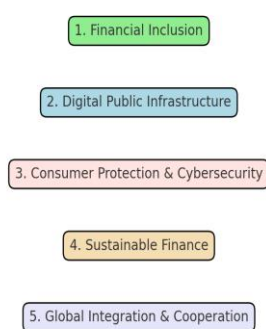 1. Financial Inclusion
2. Digital Public Infrastructure
3. Consumer Protection & Cybersecurity
4. Sustainable Finance
5. Global Integration & Cooperation